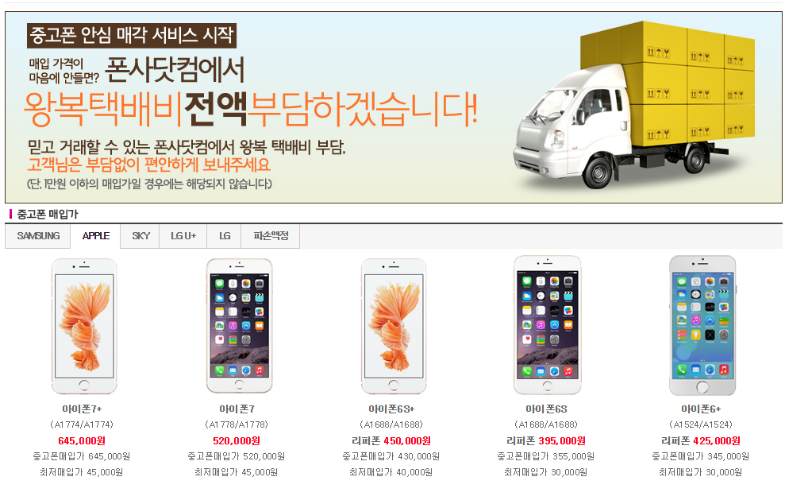 중고폰 안심 매각 서비스 시작
매입 가격이
마음에 안들면? 폰사닷컴에서
왕복택배비전액부담하겠습니다!
믿고 거래할 수 있는 폰사닷컴에서 왕복 택배비 부담.
고객님은 부담없이 편안하게 보내주세요
(단, 1만원 이하의 매입가일 경우에는 해당되지 않습니다.)
중고폰 매입가
SAMSUNG APPLE SKY LG U+ LG 파손액정
아이폰7+ 아이폰7 아이폰6S+ 아이폰6S 아이폰6+
(A1774/A1774) (A1778/A1778) (A1688/A1688) (A1688/A1688) (A1524/A1524)
645,000원 520,000원 리퍼폰 450,000원 리퍼폰 395,000원 리퍼폰 425,000원
중고폰매입가 645,000원 중고폰매입가 520,000원 중고폰매입가 430,000원 중고폰매입가 355,000원 중고폰매입가 345,000원
최저매입가 45,000원 최저매입가 45,000원 최저매입가 40,000원 최저매입가 30,000원 최저매입가 30,000원